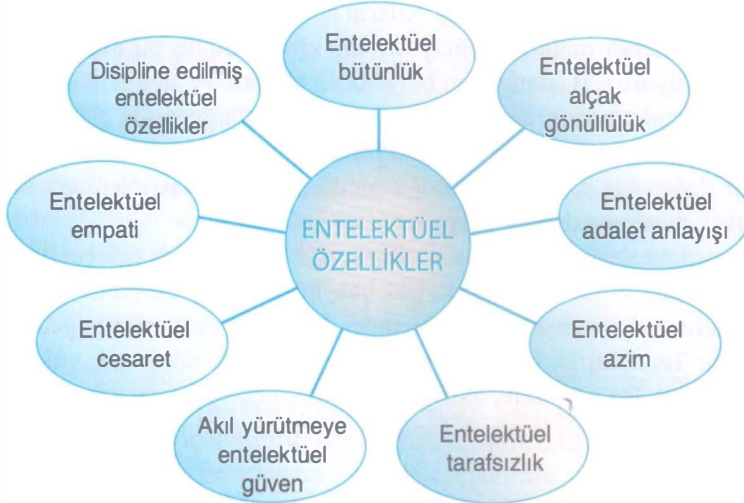 Entelektüel
bütünlük
Entelektüel
alçak
gönüllülük
Entelektüel
adalet anlayışı
Entelektüel
azim
Entelektüel
tarafsızlık
Akıl yürütmeye
entelektüel
güven
Entelektüel
cesaret
Entelektüel
empati
Disipline edilmiş
entelektüel
özellikler
ENTELEKTÜEL
ÖZELLİKLER